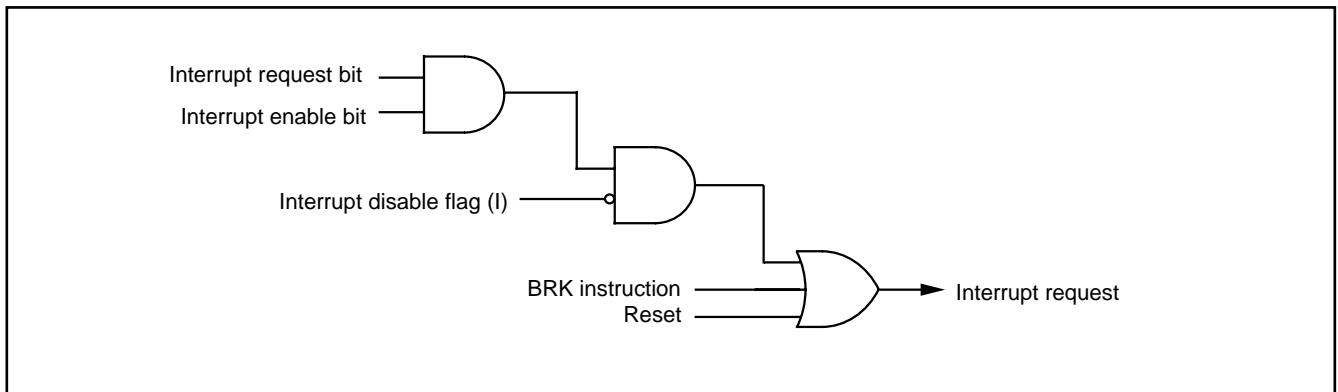 Interrupt request bit
Interrupt enable bit
Interrupt disable flag (I)
BRK instruction
Reset
Interrupt request